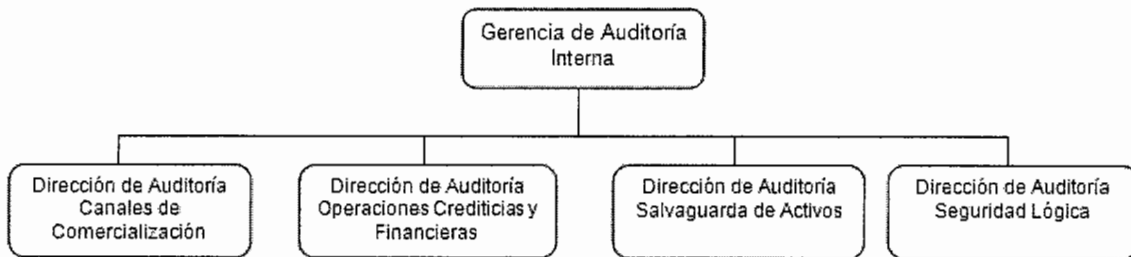 Gerencia de Auditoría
Interna
Dirección de Auditoría
Canales de
Comercialización
Dirección de Auditoría
Operaciones Crediticias y
Financieras
Dirección de Auditoría
Salvaguarda de Activos
Dirección de Auditoría
Seguridad Lógica